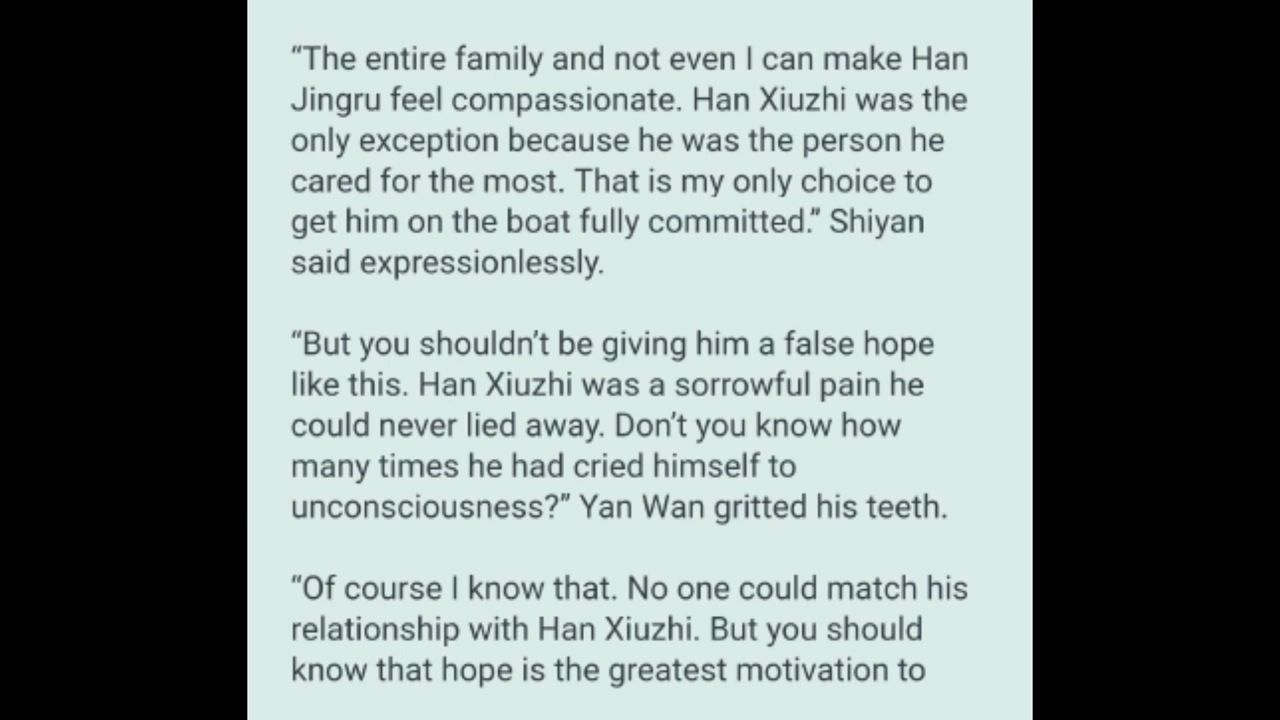 “The entire family and not even I can make Han
Jingru feel compassionate. Han Xiuzhi was the
only exception because he was the person he
cared for the most. That is my only choice to
get him on the boat fully committed.” Shiyan
said expressionlessly.
“But you shouldn’t be giving him a false hope
like this. Han Xiuzhi was a sorrowful pain he
could never lied away. Don’t you know how
many times he had cried himself to
unconsciousness?” Yan Wan gritted his teeth.
“Of course I know that. No one could match his
relationship with Han Xiuzhi. But you should
know that hope is the greatest motivation to